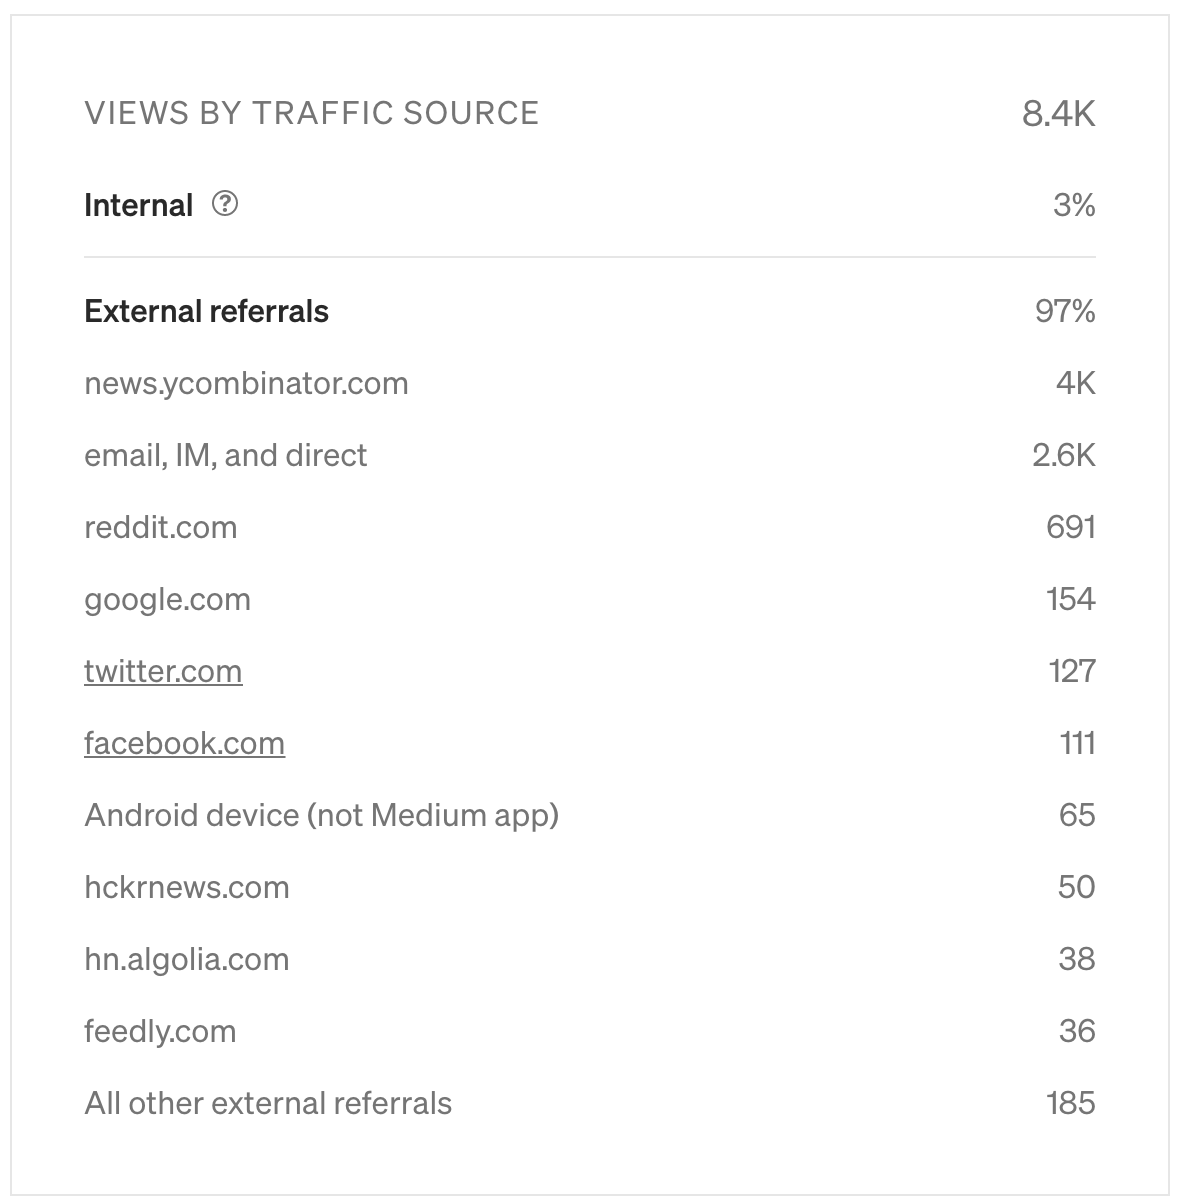 VIEWS BY TRAFFIC SOURCE 8.4K
Internal ? 3%
External referrals 97%
news.ycombinator.com 4K
email, IM, and direct 2.6K
reddit.com 691
google.com 154
twitter.com 127
facebook.com 111
Android device (not Medium app) 65
hckrnews.com 50
hn.algolia.com 38
feedly.com 36
All other external referrals 185